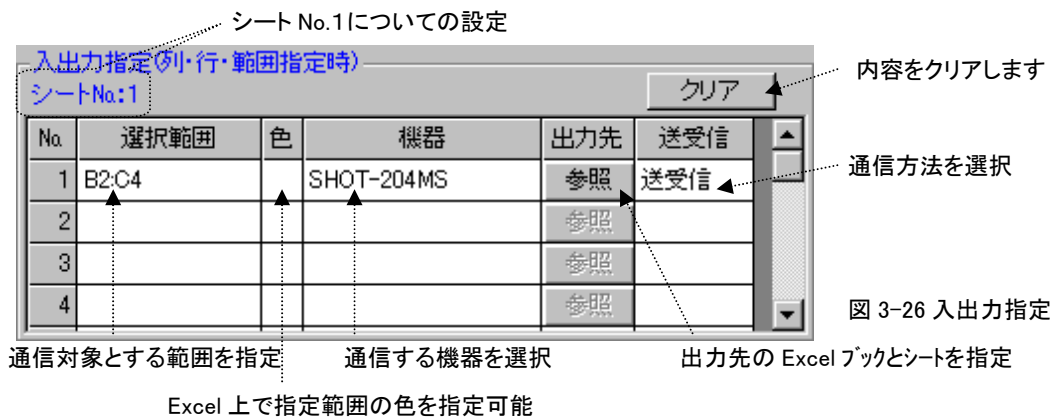 シート No.1についての設定
入出力指定(列・行・範囲指定時)
シートNo.:1
クリア
内容をクリアします
No. 選択範囲 色 機器 出力先 送受信
1 B2:C4 SHOT-204MS 参照 送受信
通信方法を選択
2 参照
3 参照
4 参照
図 3-26 入出力指定
通信対象とする範囲を指定 通信する機器を選択 出力先の Excel ブックとシートを指定
Excel 上で指定範囲の色を指定可能